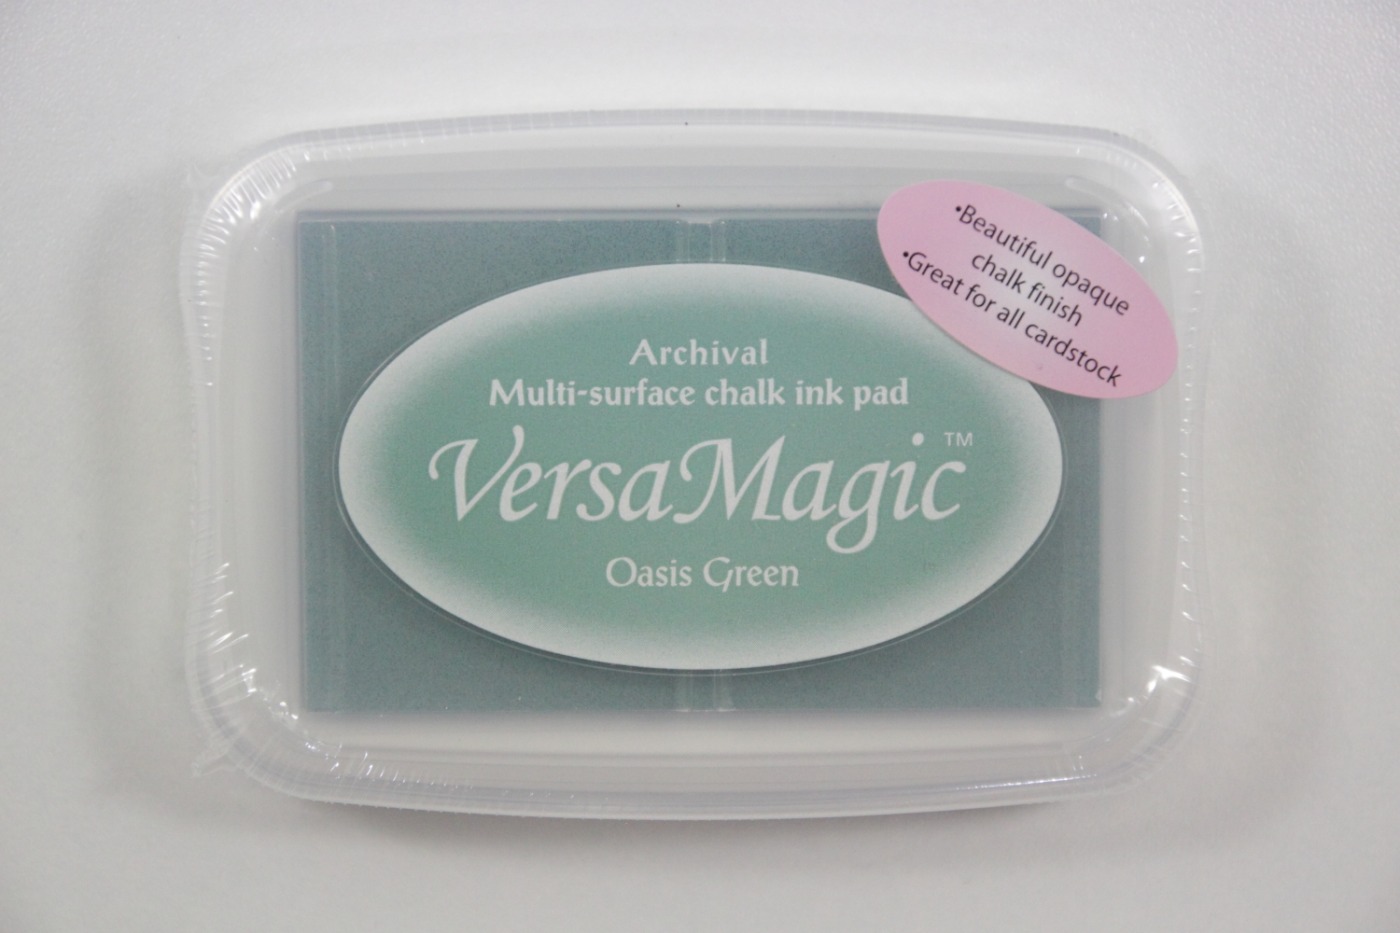 Archival
Multi-surface chalk ink pad
VersaMagic™
Oasis Green
•Beautiful opaque
chalk finish
•Great for all cardstock